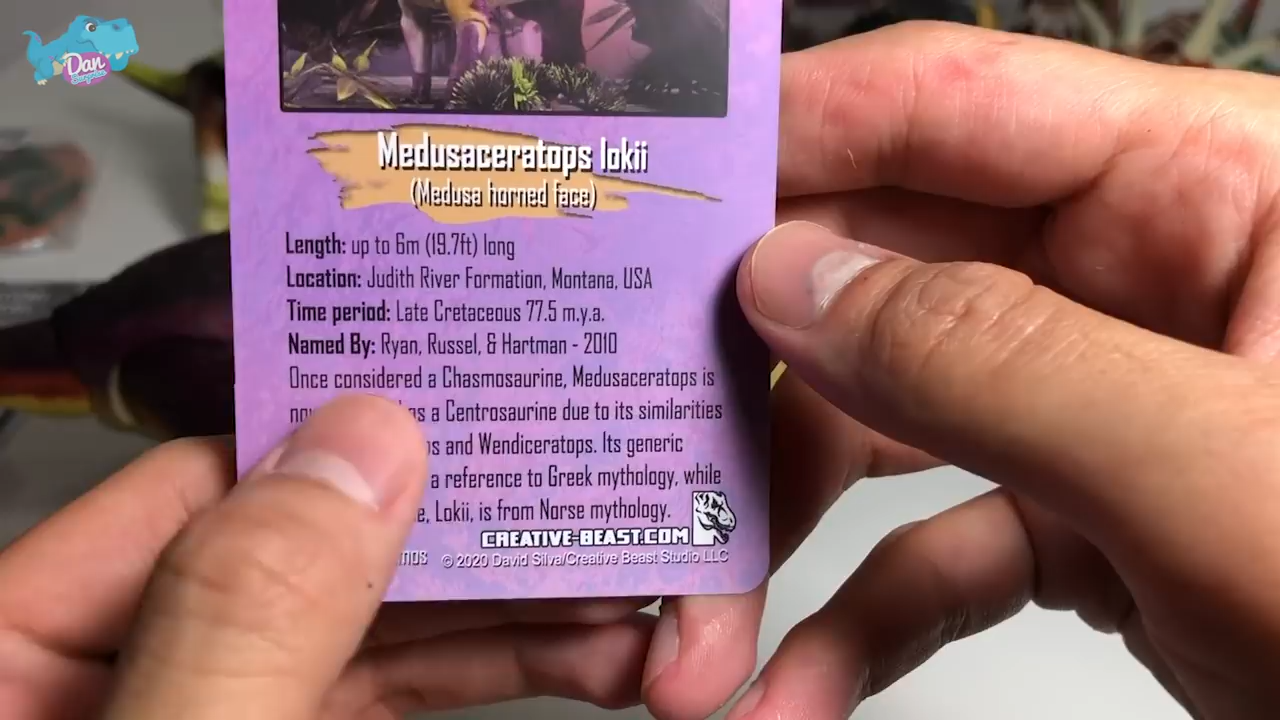 Dan
Surprise
Medusaceratops lokii
(Medusa horned face)
Length: up to 6m (19.7ft) long
Location: Judith River Formation, Montana, USA
Time period: Late Cretaceous 77.5 m.y.a.
Named By: Ryan, Russel, & Hartman - 2010
Once considered a Chasmosaurine, Medusaceratops is
as a Centrosaurine due to its similarities
and Wendiceratops. Its generic
a reference to Greek mythology, while
Lokii, is from Norse mythology.
CREATIVE-BEAST.COM
© 2020 David Silva/Creative Beast Studio LLC